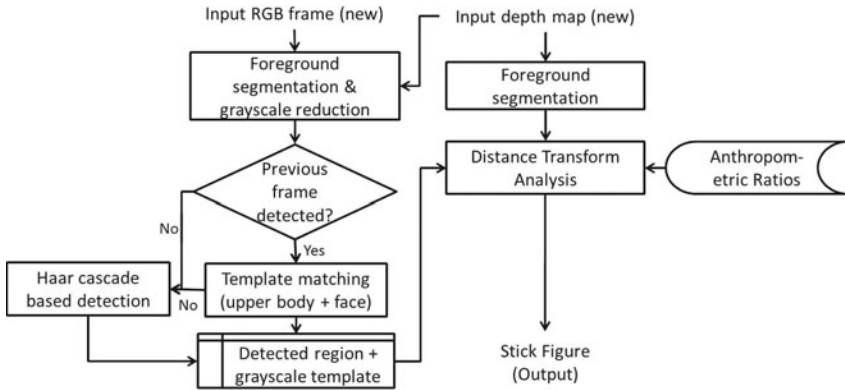 Input RGB frame (new)
Input depth map (new)
Foreground
segmentation &
grayscale reduction
Foreground
segmentation
Previous
frame
detected?
Distance Transform
Analysis
Anthropom-
etric Ratios
No
Yes
Haar cascade
based detection
No
Template matching
(upper body + face)
Detected region +
grayscale template
Stick Figure
(Output)